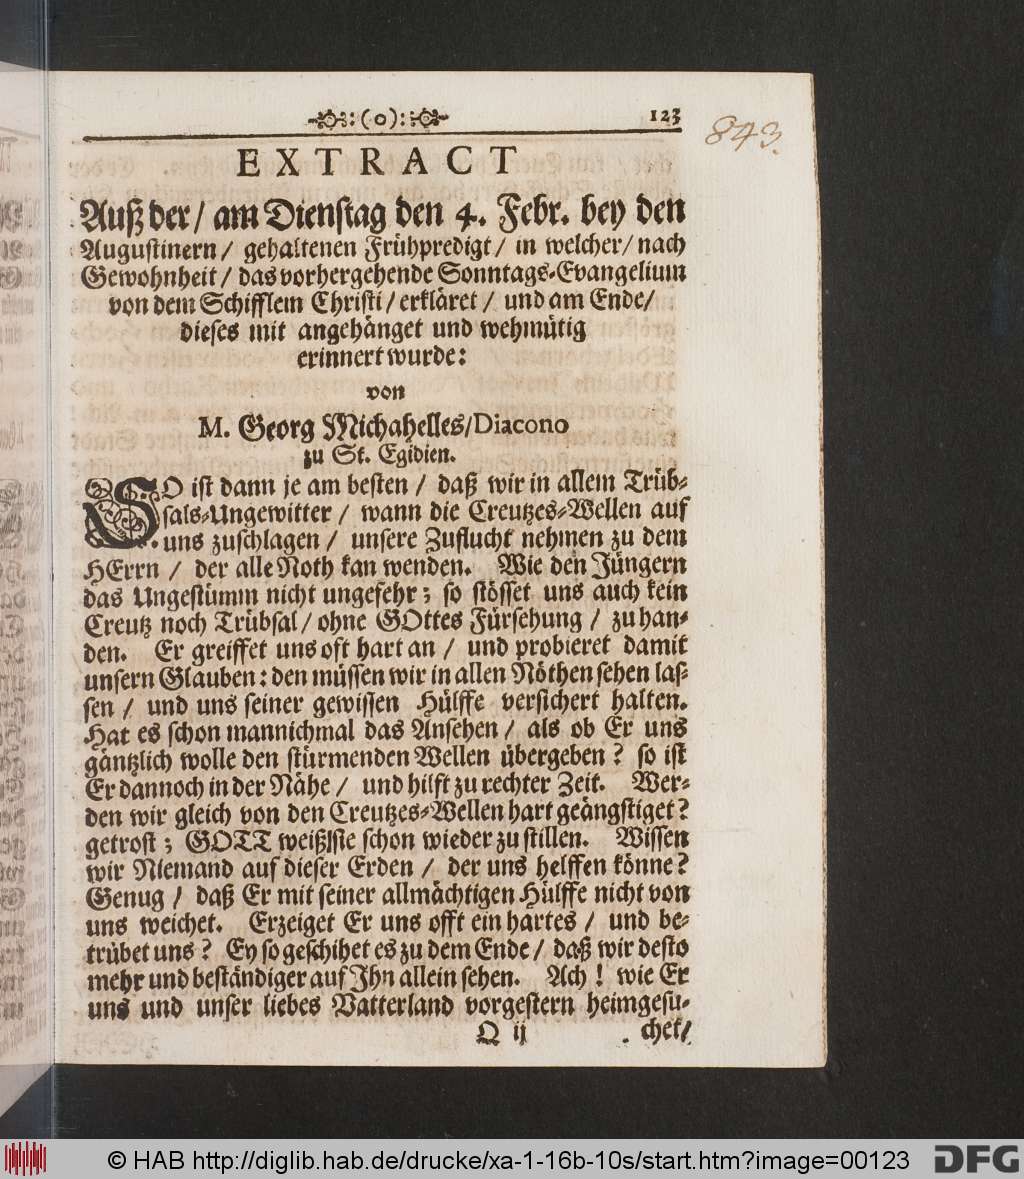 (o) 123
843.
EXTRACT
Auß der / am Dienstag den 4. Febr. bey den
Augustinern / gehaltenen Frühpredigt / in welcher / nach
Gewohnheit / das vorhergehende Sonntags-Evangelium
von dem Schifflein Christi / erkläret / und am Ende /
dieses mit angehänget und wehmütig
erinnert wurde:
von
M. Georg Michahelles / Diacono
zu St. Egidien.
SO ist dann je am besten / daß wir in allem Trüb-
sals-Ungewitter / wann die Creutzes-Wellen auf
uns zuschlagen / unsere Zuflucht nehmen zu dem
HErrn / der alle Noth kan wenden. Wie den Jüngern
das Ungestümm nicht ungefehr; so stösset uns auch kein
Creutz noch Trübsal / ohne GOttes Fürsehung / zu han-
den. Er greiffet uns oft hart an / und probieret damit
unsern Glauben: den müssen wir in allen Nöthen sehen las-
sen / und uns seiner gewissen Hülffe versichert halten.
Hat es schon mannichmal das Ansehen / als ob Er uns
gäntzlich wolle den stürmenden Wellen übergeben? so ist
Er dannoch in der Nähe / und hilft zu rechter Zeit. Wer-
den wir gleich von den Creutzes-Wellen hart geängstiget?
getrost; GOTT weiß sie schon wieder zu stillen. Wissen
wir Niemand auf dieser Erden / der uns helffen könne?
Genug / daß Er mit seiner allmächtigen Hülffe nicht von
uns weichet. Erzeiget Er uns offt ein hartes / und be-
trübet uns? Ey so geschihet es zu dem Ende / daß wir desto
mehr und beständiger auf Ihn allein sehen. Ach! wie Er
uns und unser liebes Vatterland vorgestern heimgesu-
Q ij chet /
© HAB http://diglib.hab.de/drucke/xa-1-16b-10s/start.htm?image=00123 DFG